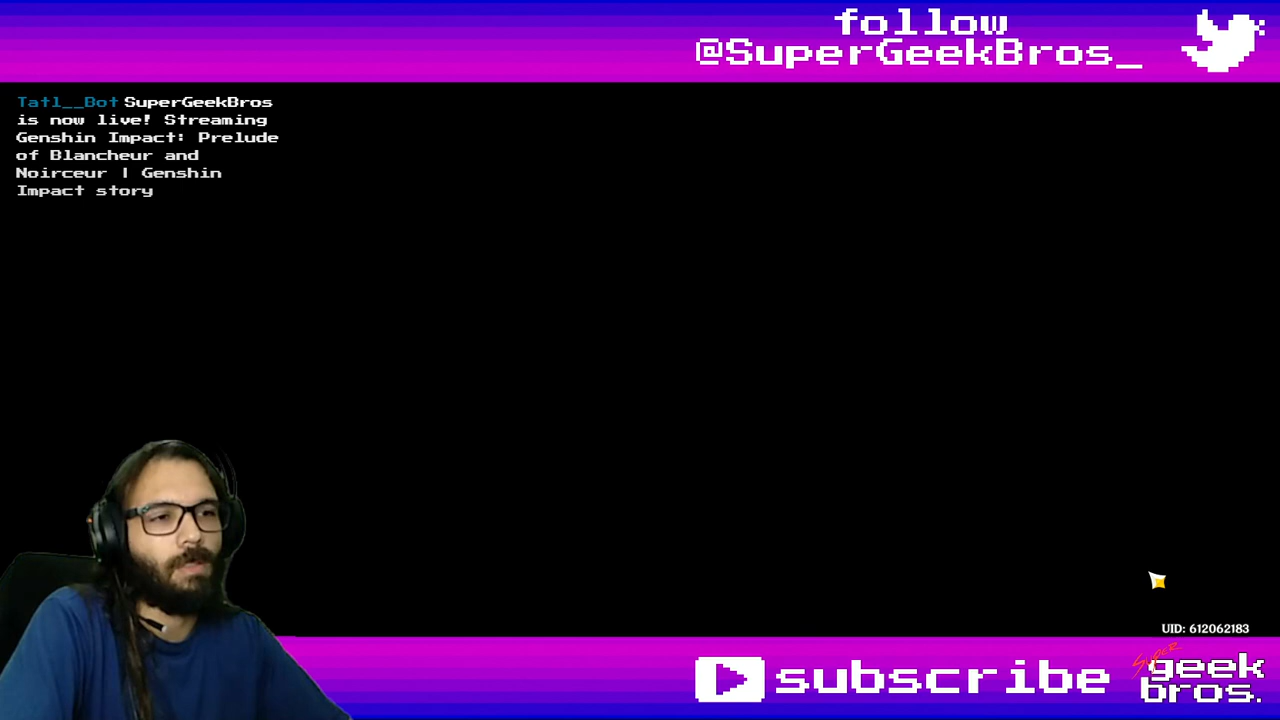 follow
@SuperGeekBros_
Tatl__Bot SuperGeekBros
is now live! Streaming
Genshin Impact: Prelude
of Blancheur and
Noirceur | Genshin
Impact story
UID: 612062183
subscribe
SUPER
geek
bros.